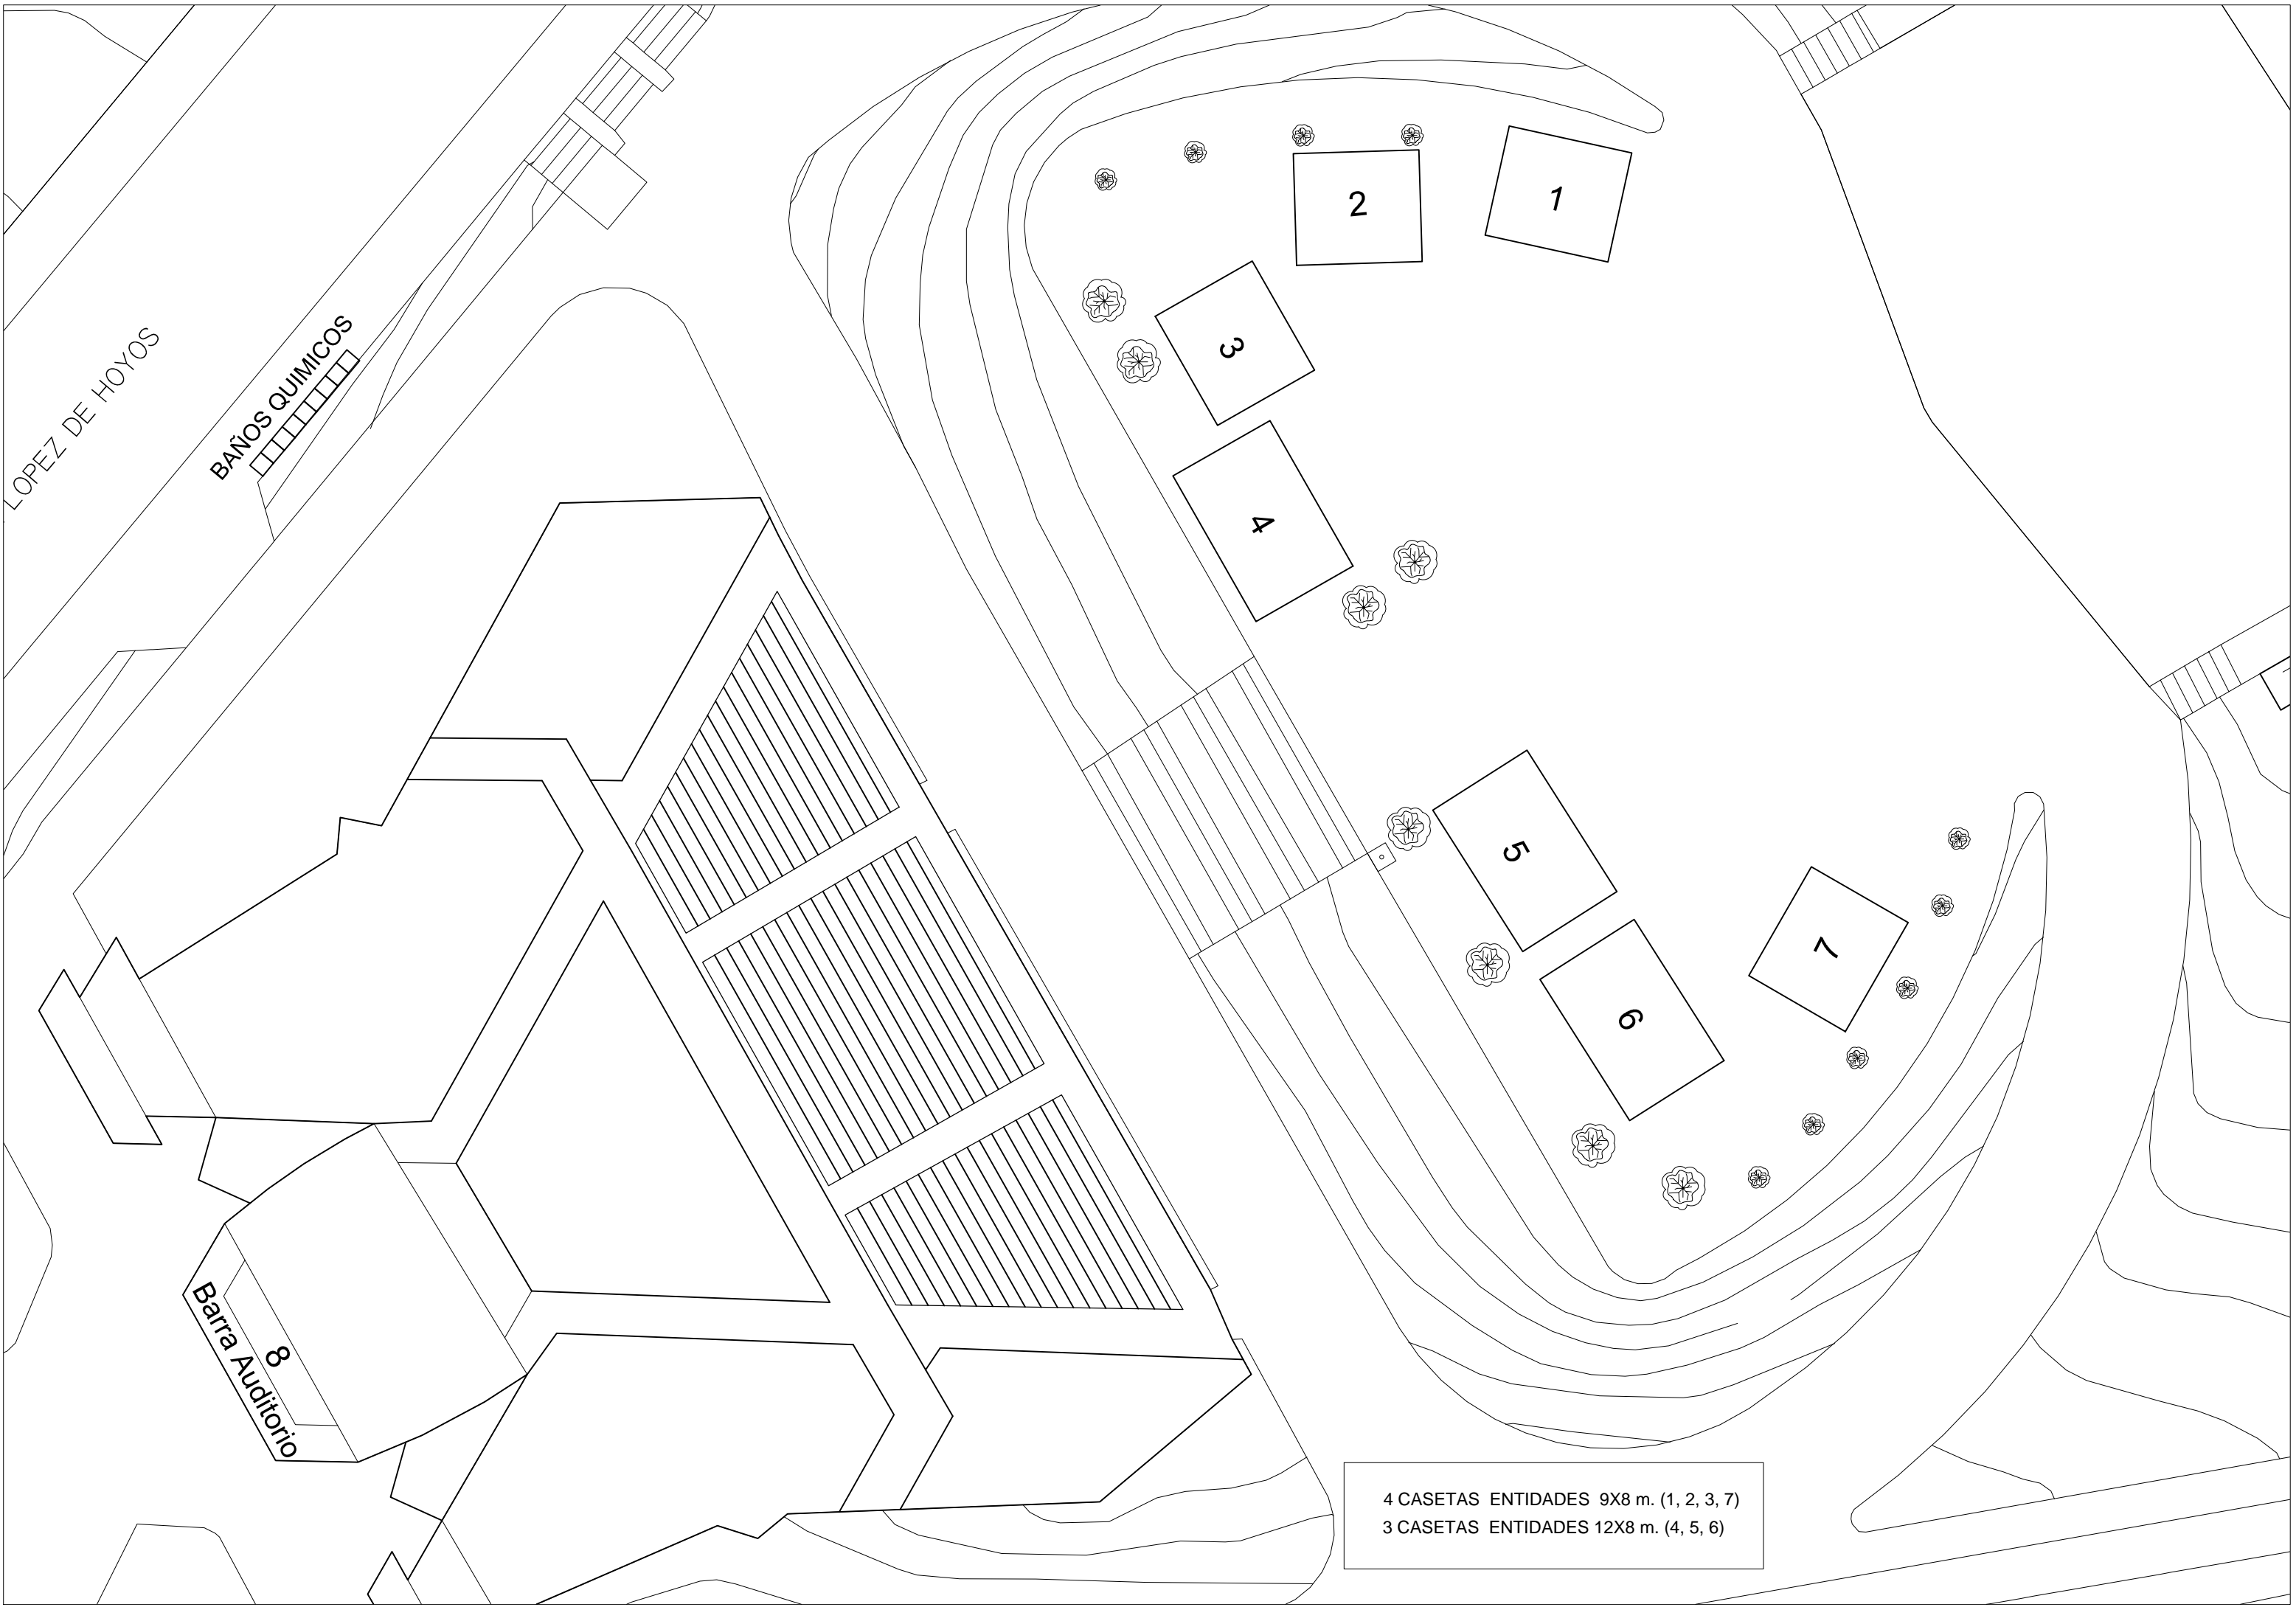 LOPEZ DE HOYOS
BAÑOS QUIMICOS
1
2
3
4
5
6
7
8
Barra Auditorio
4 CASETAS ENTIDADES 9X8 m. (1, 2, 3, 7)
3 CASETAS ENTIDADES 12X8 m. (4, 5, 6)